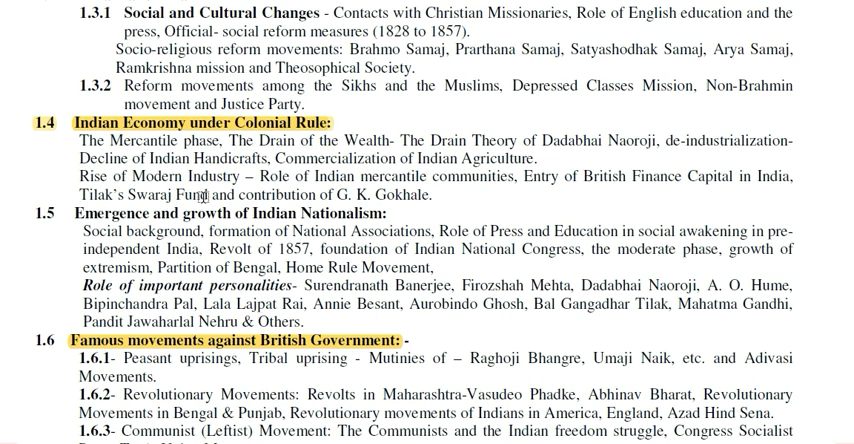 1.3.1 Social and Cultural Changes - Contacts with Christian Missionaries, Role of English education and the
press, Official- social reform measures (1828 to 1857).
Socio-religious reform movements: Brahmo Samaj, Prarthana Samaj, Satyashodhak Samaj, Arya Samaj,
Ramkrishna mission and Theosophical Society.
1.3.2 Reform movements among the Sikhs and the Muslims, Depressed Classes Mission, Non-Brahmin
movement and Justice Party.
1.4 Indian Economy under Colonial Rule:
The Mercantile phase, The Drain of the Wealth- The Drain Theory of Dadabhai Naoroji, de-industrialization-
Decline of Indian Handicrafts, Commercialization of Indian Agriculture.
Rise of Modern Industry – Role of Indian mercantile communities, Entry of British Finance Capital in India,
Tilak's Swaraj Fund and contribution of G. K. Gokhale.
1.5 Emergence and growth of Indian Nationalism:
Social background, formation of National Associations, Role of Press and Education in social awakening in pre-
independent India, Revolt of 1857, foundation of Indian National Congress, the moderate phase, growth of
extremism, Partition of Bengal, Home Rule Movement,
Role of important personalities- Surendranath Banerjee, Firozshah Mehta, Dadabhai Naoroji, A. O. Hume,
Bipinchandra Pal, Lala Lajpat Rai, Annie Besant, Aurobindo Ghosh, Bal Gangadhar Tilak, Mahatma Gandhi,
Pandit Jawaharlal Nehru & Others.
1.6 Famous movements against British Government: -
1.6.1- Peasant uprisings, Tribal uprising - Mutinies of – Raghoji Bhangre, Umaji Naik, etc. and Adivasi
Movements.
1.6.2- Revolutionary Movements: Revolts in Maharashtra-Vasudeo Phadke, Abhinav Bharat, Revolutionary
Movements in Bengal & Punjab, Revolutionary movements of Indians in America, England, Azad Hind Sena.
1.6.3- Communist (Leftist) Movement: The Communists and the Indian freedom struggle, Congress Socialist